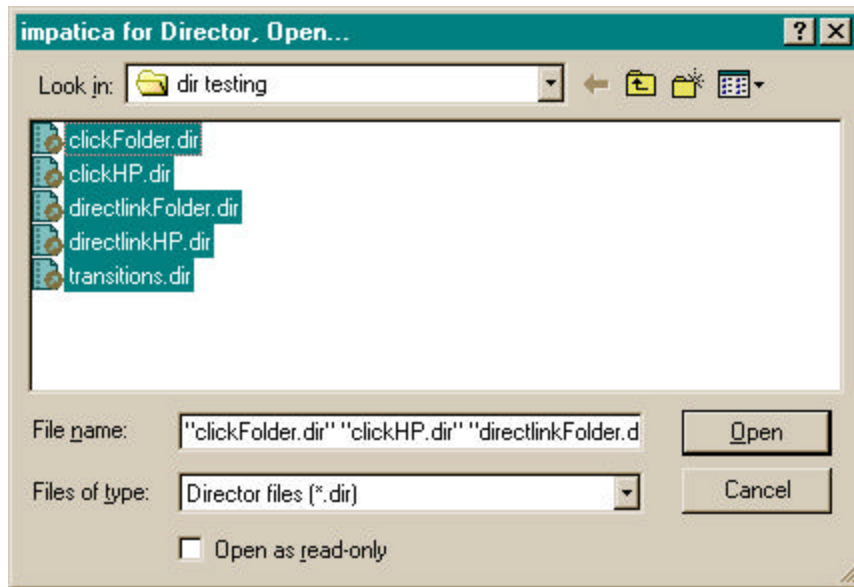 impatica for Director, Open...
Look in: dir testing
clickFolder.dir
clickHP.dir
directlinkFolder.dir
directlinkHP.dir
transitions.dir
File name: "clickFolder.dir" "clickHP.dir" "directlinkFolder.d Open
Files of type: Director files (*.dir) Cancel
Open as read-only